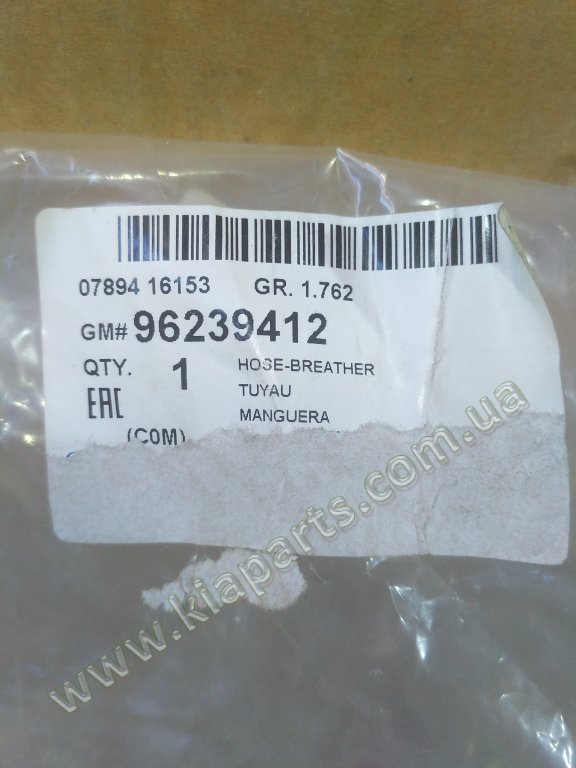 07894 16153 GR. 1.762
GM# 96239412
QTY. 1 HOSE-BREATHER
TUYAU
EAC MANGUERA
(COM)
www.kiaparts.com.ua